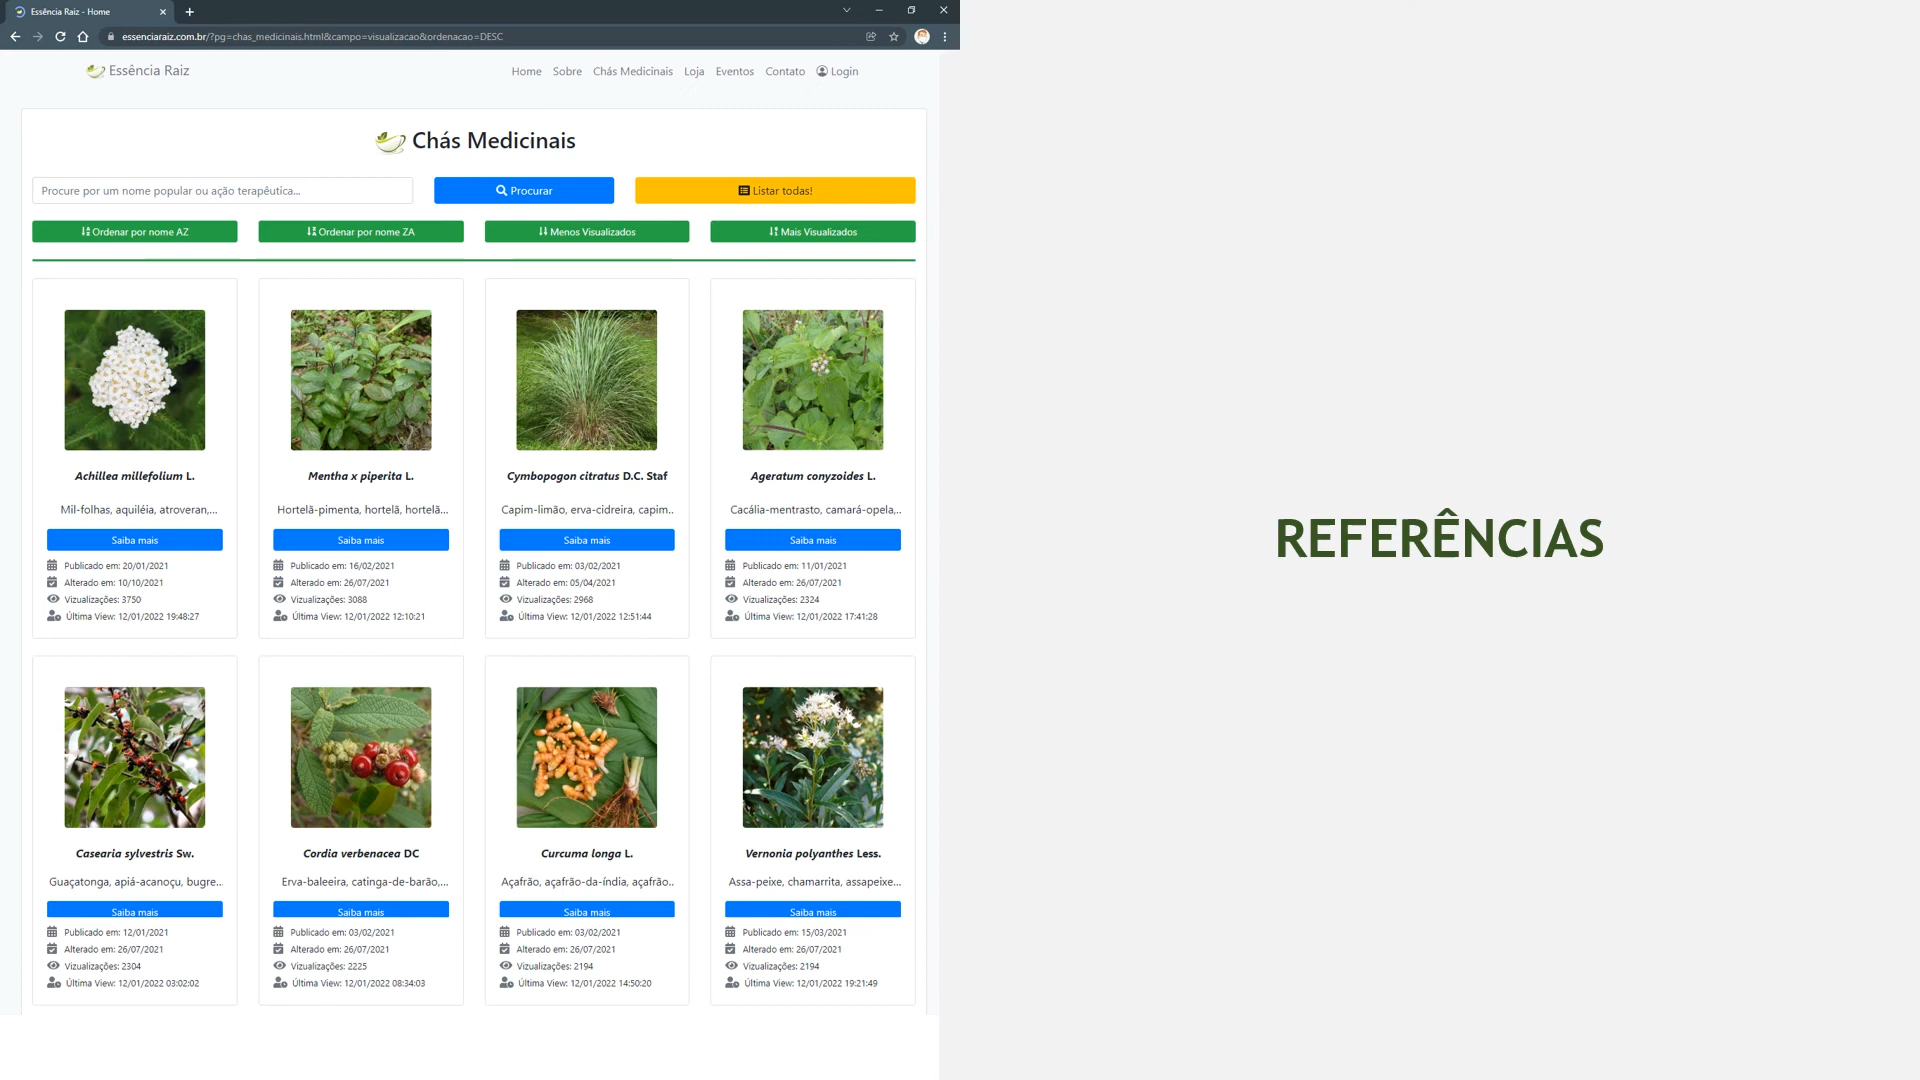 Essência Raiz - Home
essenciaraiz.com.br/?pg=chas_medicinais.html&campo=visualizacao&ordenacao=DESC
Essência Raiz
Home Sobre Chás Medicinais Loja Eventos Contato Login
Chás Medicinais
Procure por um nome popular ou ação terapêutica... Procurar Listar todas!
Ordenar por nome AZ Ordenar por nome ZA Menos Visualizados Mais Visualizados
Achillea millefolium L.
Mil-folhas, aquiléia, atroveran,...
Saiba mais
Publicado em: 20/01/2021
Alterado em: 10/10/2021
Vizualizações: 3750
Última View: 12/01/2022 19:48:27
Mentha x piperita L.
Hortelã-pimenta, hortelã, hortelã...
Saiba mais
Publicado em: 16/02/2021
Alterado em: 26/07/2021
Vizualizações: 3088
Última View: 12/01/2022 12:10:21
Cymbopogon citratus D.C. Staf
Capim-limão, erva-cidreira, capim..
Saiba mais
Publicado em: 03/02/2021
Alterado em: 05/04/2021
Vizualizações: 2968
Última View: 12/01/2022 12:51:44
Ageratum conyzoides L.
Cacália-mentrasto, camará-opela,..
Saiba mais
Publicado em: 11/01/2021
Alterado em: 26/07/2021
Vizualizações: 2324
Última View: 12/01/2022 17:41:28
Casearia sylvestris Sw.
Guaçatonga, apiá-acanoçu, bugre..
Saiba mais
Publicado em: 12/01/2021
Alterado em: 26/07/2021
Vizualizações: 2304
Última View: 12/01/2022 03:02:02
Cordia verbenacea DC
Erva-baleeira, catinga-de-barão,...
Saiba mais
Publicado em: 03/02/2021
Alterado em: 26/07/2021
Vizualizações: 2225
Última View: 12/01/2022 08:34:03
Curcuma longa L.
Açafrão, açafrão-da-índia, açafrão..
Saiba mais
Publicado em: 03/02/2021
Alterado em: 26/07/2021
Vizualizações: 2194
Última View: 12/01/2022 14:50:20
Vernonia polyanthes Less.
Assa-peixe, chamarrita, assapeixe...
Saiba mais
Publicado em: 15/03/2021
Alterado em: 26/07/2021
Vizualizações: 2194
Última View: 12/01/2022 19:21:49
REFERÊNCIAS